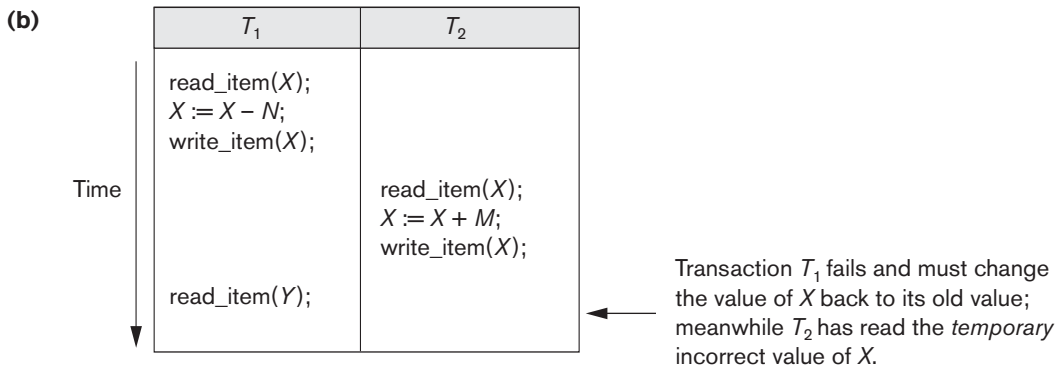 (b)
T1 T2
read_item(X);
X := X – N;
write_item(X);
Time
read_item(X);
X := X + M;
write_item(X);
read_item(Y);
Transaction T1 fails and must change
the value of X back to its old value;
meanwhile T2 has read the temporary
incorrect value of X.